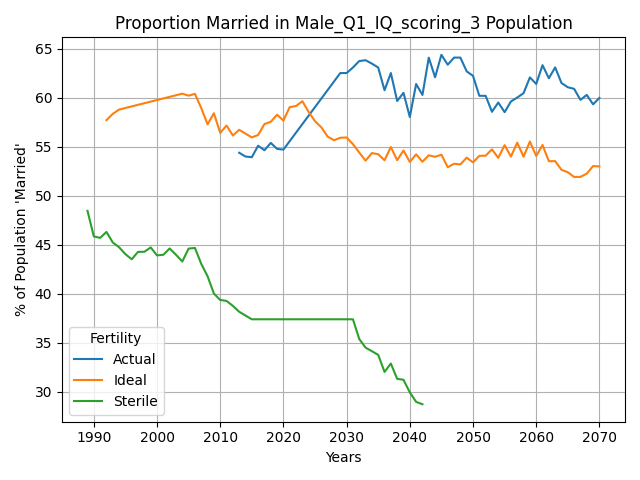 Proportion Married in Male_Q1_IQ_scoring_3 Population
% of Population 'Married'
65
60
55
50
45
40
35
30
Fertility
Actual
Ideal
Sterile
1990 2000 2010 2020 2030 2040 2050 2060 2070
Years